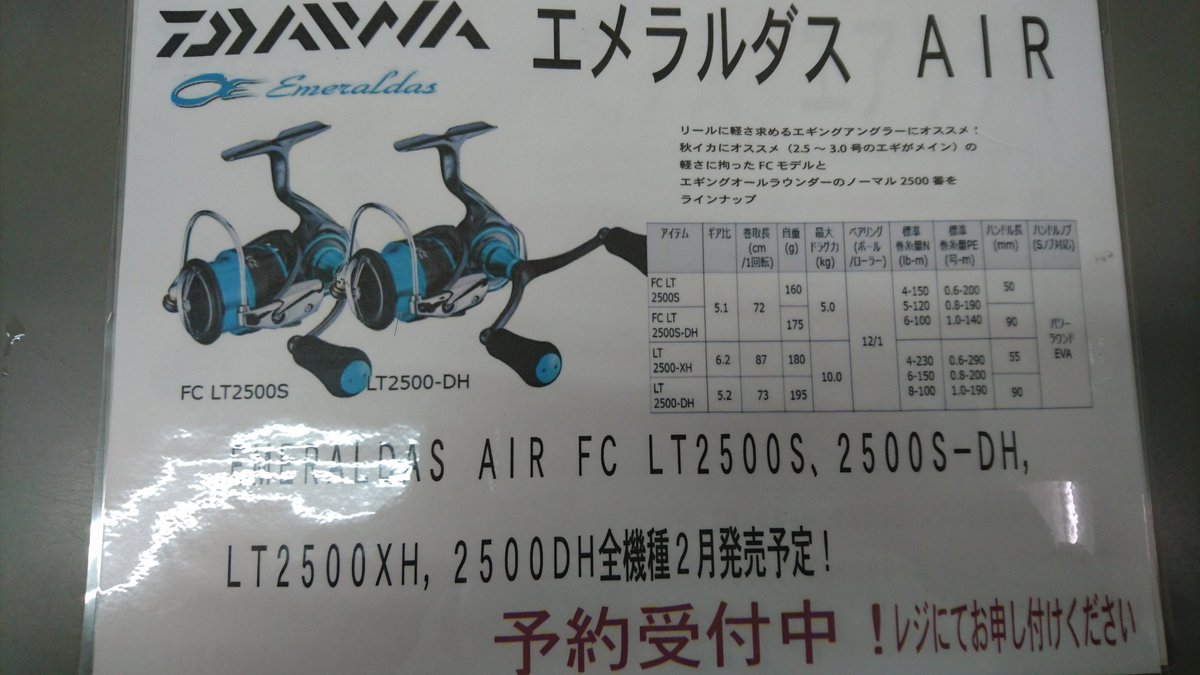 DAIWA
Emeraldas
エメラルダス AIR
リールに軽さ求めるエギングアングラーにオススメ!
秋イカにオススメ(2.5～3.0号のエギがメイン)の
軽さに拘ったFCモデルと
エギングオールラウンダーのノーマル2500番を
ラインナップ
アイテム ギア比 巻取長(cm/1回転) 自重(g) 最大ドラグ力(kg) ベアリング(ボール/ローラー) 標準巻糸量N(lb-m) 標準巻糸量PE(号-m) ハンドル長(mm) ハンドルノブ(Sノブ対応)
FC LT 2500S 5.1 72 160 5.0 12/1 4-150 5-120 6-100 0.6-200 0.8-190 1.0-140 50 パワーラウンドEVA
FC LT 2500S-DH 175 90
LT 2500-XH 6.2 87 180 10.0 4-230 6-150 8-100 0.6-290 0.8-200 1.0-190 55
LT 2500-DH 5.2 73 195 90
FC LT2500S
LT2500-DH
EMERALDAS AIR FC LT2500S、2500S-DH,
LT2500XH, 2500DH全機種2月発売予定!
予約受付中!レジにてお申し付けください